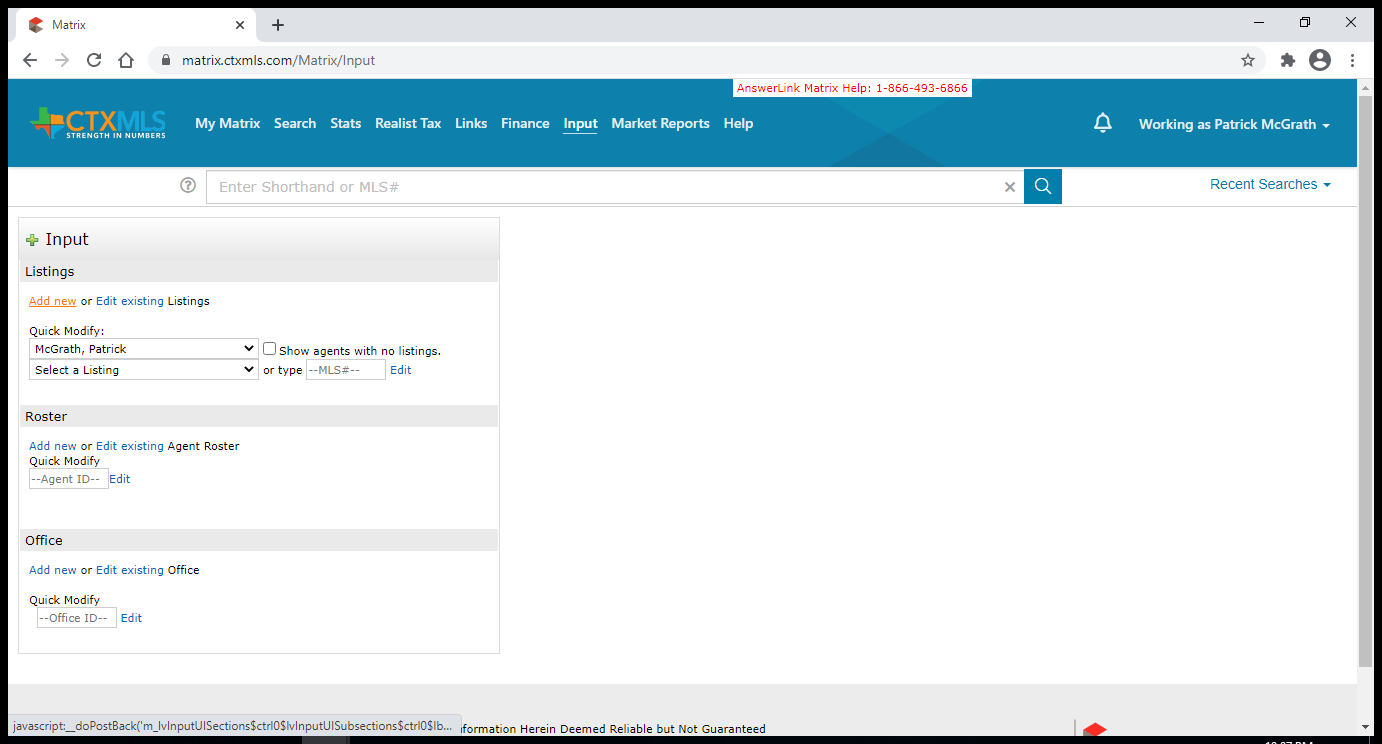 Matrix
matrix.ctxmls.com/Matrix/Input
AnswerLink Matrix Help: 1-866-493-6866
CTXMLS
STRENGTH IN NUMBERS
My Matrix Search Stats Realist Tax Links Finance Input Market Reports Help
Working as Patrick McGrath
Enter Shorthand or MLS#
Recent Searches
Input
Listings
Add new or Edit existing Listings
Quick Modify:
McGrath, Patrick Show agents with no listings.
Select a Listing or type --MLS#-- Edit
Roster
Add new or Edit existing Agent Roster
Quick Modify
--Agent ID-- Edit
Office
Add new or Edit existing Office
Quick Modify
--Office ID-- Edit
javascript:__doPostBack('m_lvInputUISections$ctrl0$lvInputUISubsections$ctrl0$lb... nformation Herein Deemed Reliable but Not Guaranteed